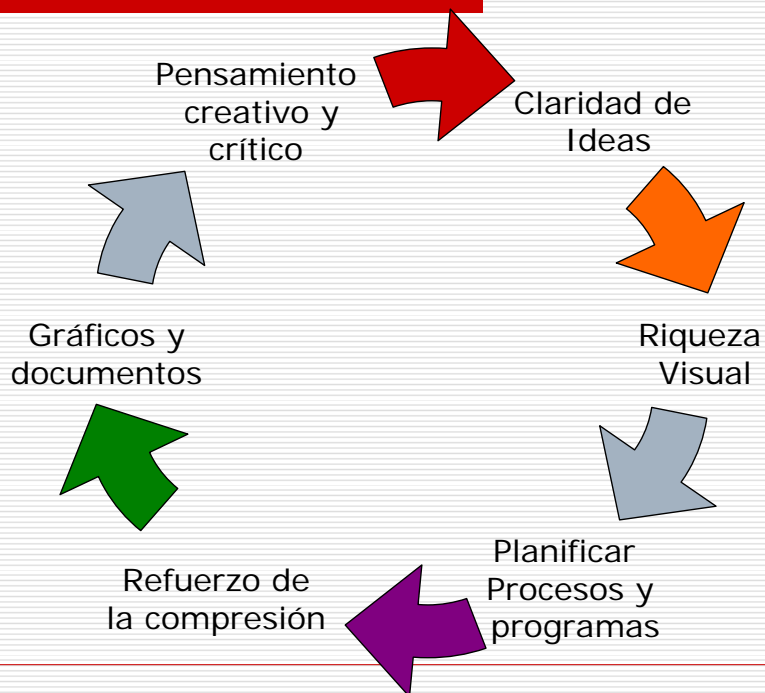 Pensamiento
creativo y
crítico
Claridad de
Ideas
Riqueza
Visual
Planificar
Procesos y
programas
Refuerzo de
la compresión
Gráficos y
documentos